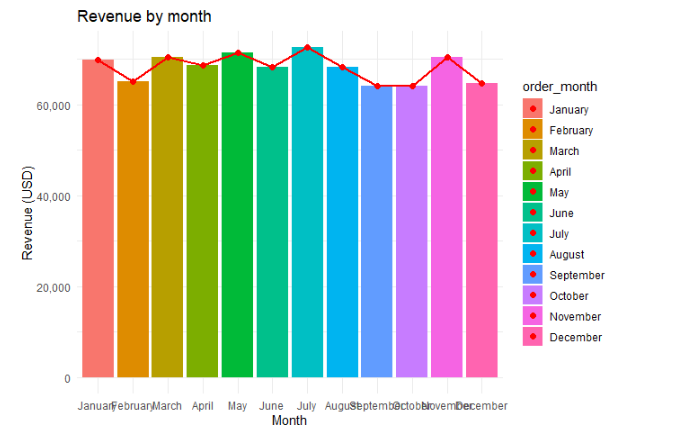 Revenue by month
Revenue (USD)
60,000
40,000
20,000
0
January February March April May June July August September October November December
Month
order_month
January
February
March
April
May
June
July
August
September
October
November
December